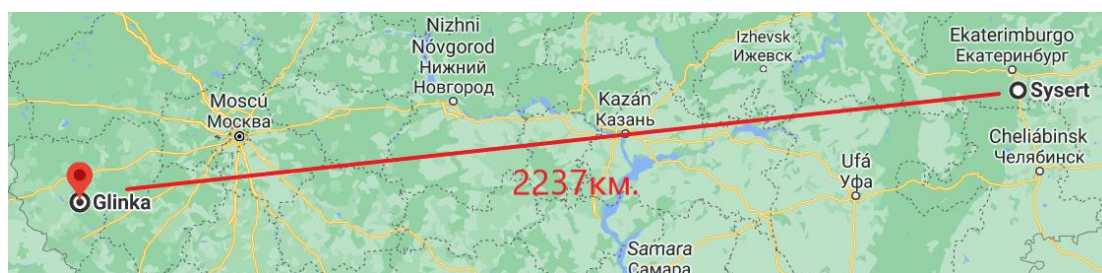 Nizhni
Nóvgorod
Нижний
Новгород
Izhevsk
Ижевск
Ekaterimburgo
Екатеринбург
Sysert
Moscú
Москва
Kazán
Казань
Cheliábinsk
Челябинск
Ufá
Уфа
Glinka
2237км.
Samara
Самара